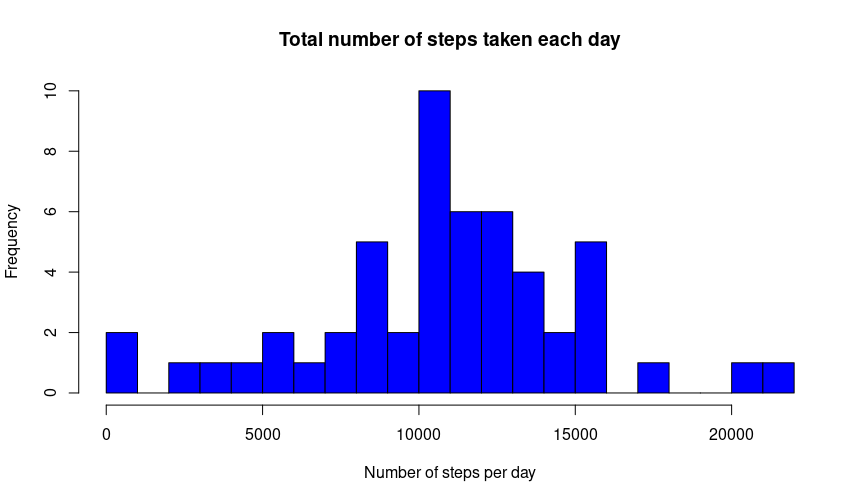 Total number of steps taken each day
Frequency
10
8
6
4
2
0
0 5000 10000 15000 20000
Number of steps per day